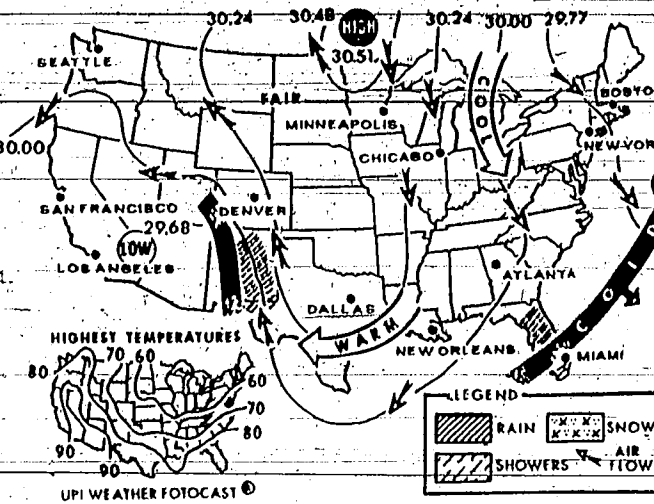 30.24
30.48
HIGH
30.51
30.24
30.00
29.77
SEATTLE
FAIR
COOL
BOSTO
MINNEAPOLIS
CHICAGO
NEW YOR
30.00
SAN FRANCISCO
DENVER
29.68
LOW
LOS ANGELES
ATLANTA
DALLAS
WARM
NEW ORLEANS
COLD
MIAMI
HIGHEST TEMPERATURES
70
60
80
60
70
80
90
90
LEGEND
RAIN
SNOW
SHOWERS
AIR
FLOW
UPI WEATHER FOTOCAST